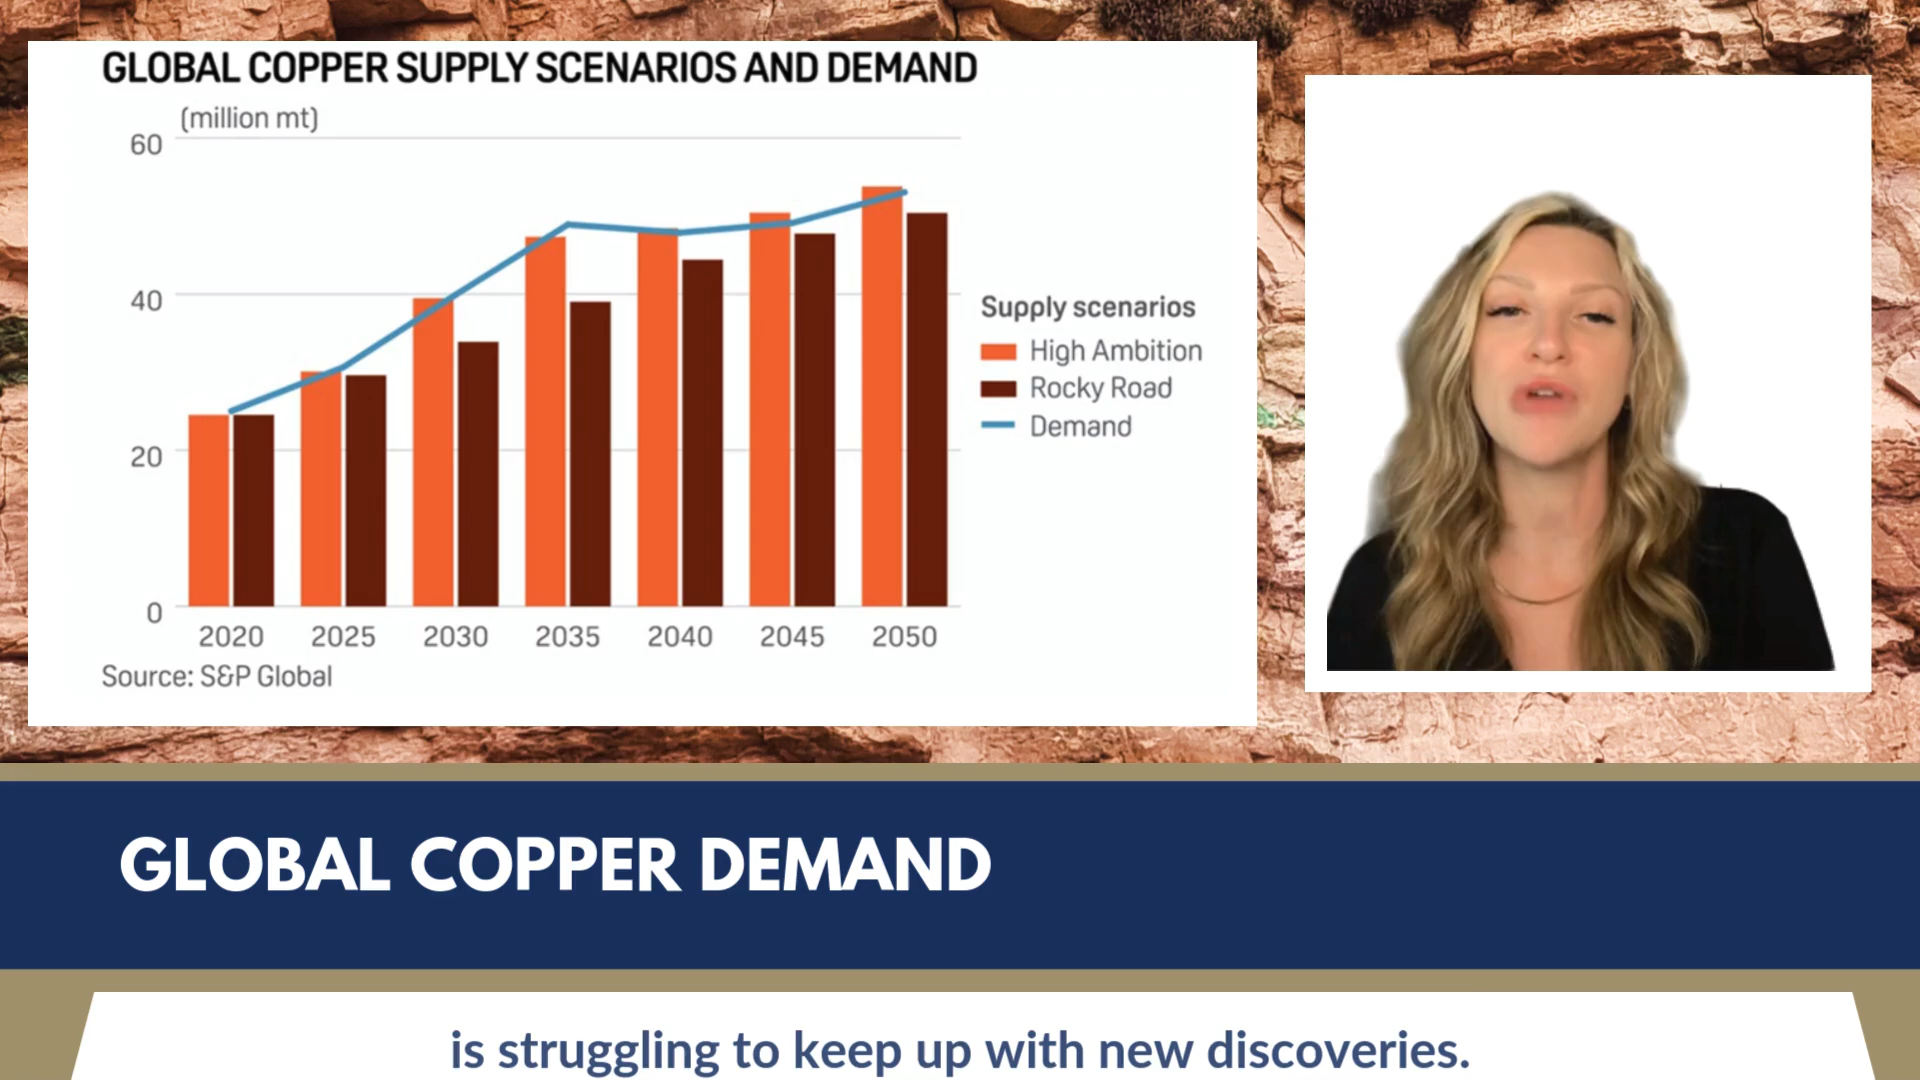 GLOBAL COPPER SUPPLY SCENARIOS AND DEMAND
(million mt)
60
40
20
0
2020 2025 2030 2035 2040 2045 2050
Supply scenarios
High Ambition
Rocky Road
Demand
Source: S&P Global
GLOBAL COPPER DEMAND
is struggling to keep up with new discoveries.